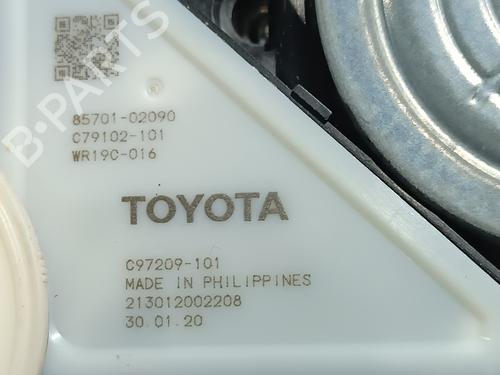 85701-02090
C79102-101
WR19C-016
TOYOTA
C97209-101
MADE IN PHILIPPINES
213012002208
30.01.20
B-PARTS